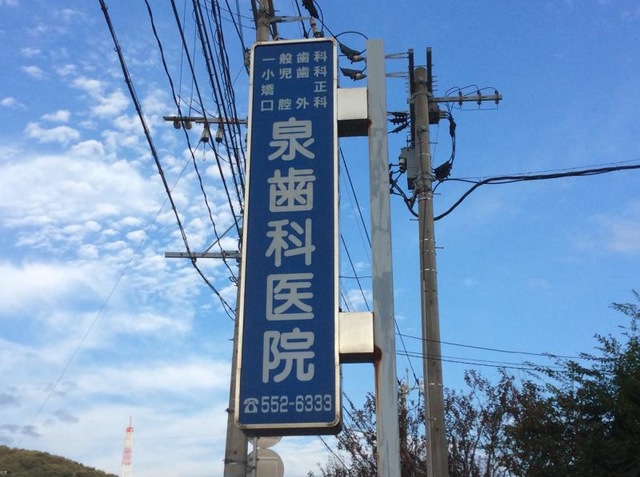 一般歯科
小児歯科
矯正
口腔外科
泉歯科医院
☎552-6333